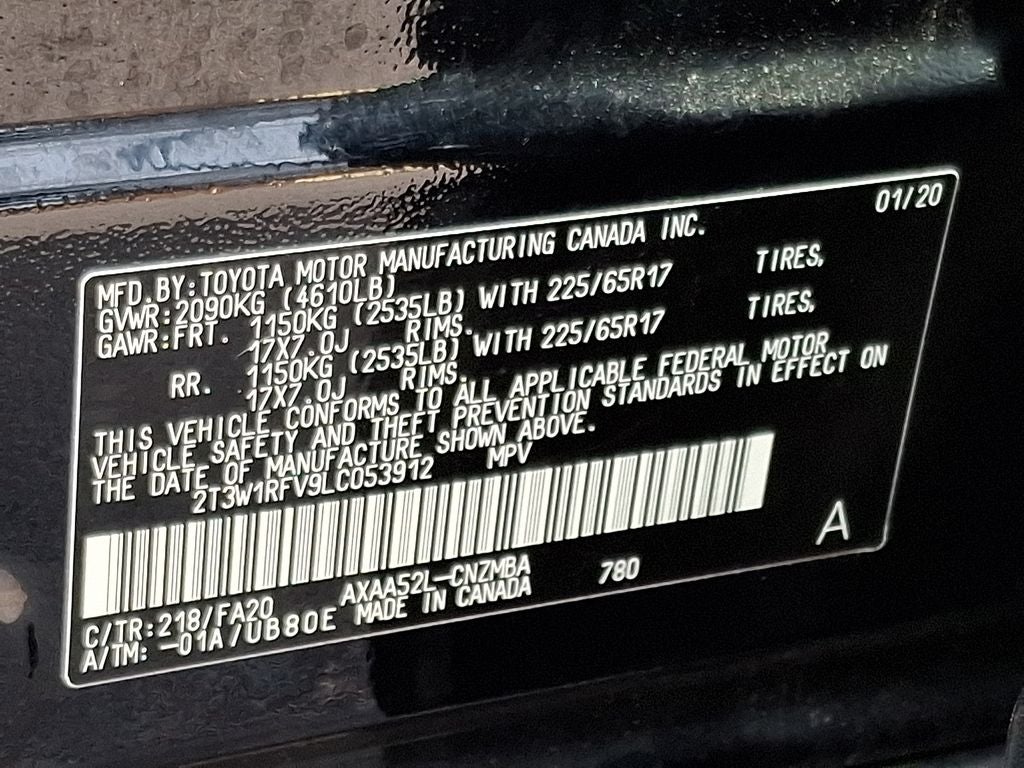 MFD.BY:TOYOTA MOTOR MANUFACTURING CANADA INC. 01/20
GVWR:2090KG (4610LB)
GAWR:FRT. 1150KG (2535LB) WITH 225/65R17 TIRES,
17X7.0J RIMS.
RR. 1150KG (2535LB) WITH 225/65R17 TIRES,
17X7.0J RIMS.
THIS VEHICLE CONFORMS TO ALL APPLICABLE FEDERAL MOTOR
VEHICLE SAFETY AND THEFT PREVENTION STANDARDS IN EFFECT ON
THE DATE OF MANUFACTURE SHOWN ABOVE.
2T3W1RFV9LC053912 MPV
A
C/TR:218/FA20 AXAA52L-CNZMBA 780
A/TM: -01A/UB80E MADE IN CANADA